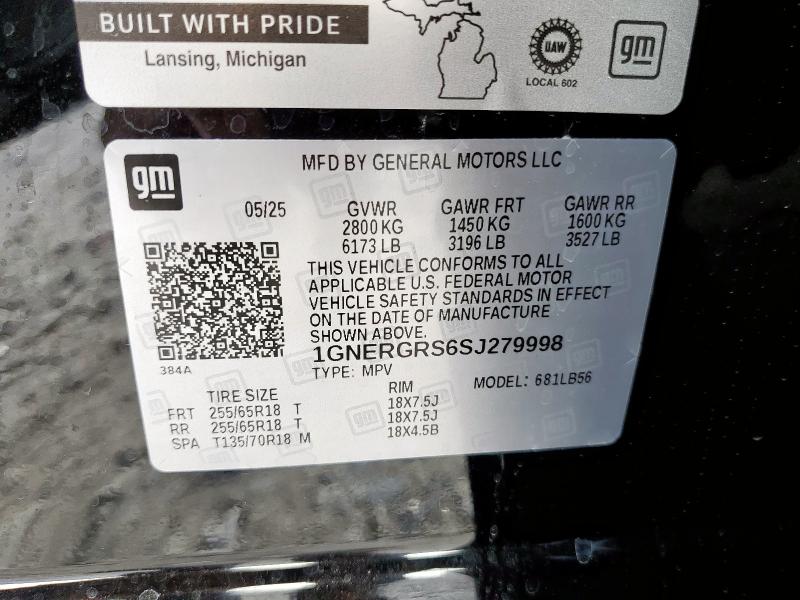 BUILT WITH PRIDE
Lansing, Michigan
UAW
LOCAL 602
gm
gm
MFD BY GENERAL MOTORS LLC
05/25 GVWR GAWR FRT GAWR RR
2800 KG 1450 KG 1600 KG
6173 LB 3196 LB 3527 LB
THIS VEHICLE CONFORMS TO ALL
APPLICABLE U.S. FEDERAL MOTOR
VEHICLE SAFETY STANDARDS IN EFFECT
ON THE DATE OF MANUFACTURE
SHOWN ABOVE.
1GNERGRS6SJ279998
384A
TYPE: MPV MODEL: 681LB56
TIRE SIZE RIM
FRT 255/65R18 T 18X7.5J
RR 255/65R18 T 18X7.5J
SPA T135/70R18 M 18X4.5B